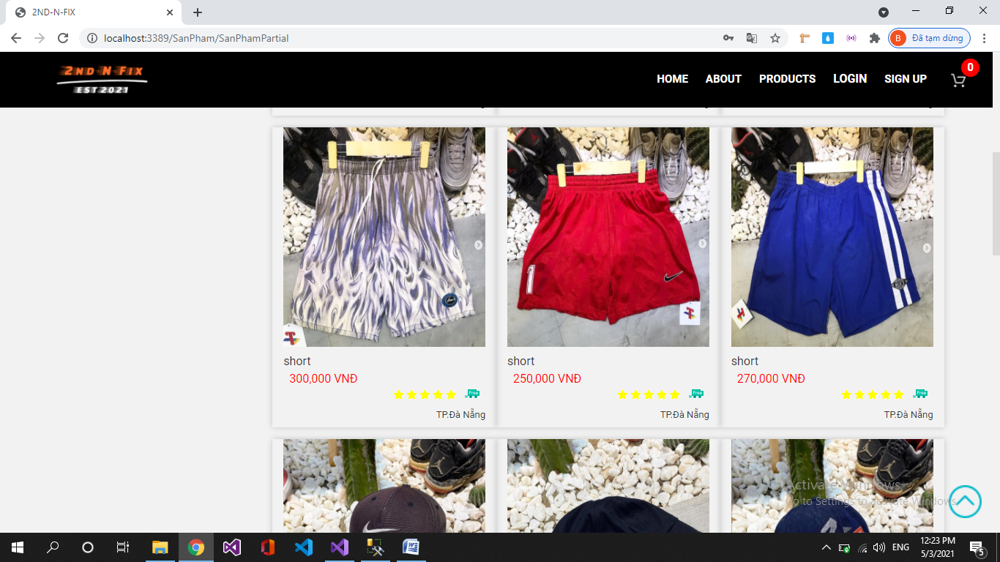 2ND-N-FIX
localhost:3389/SanPham/SanPhamPartial
B Đã tạm dừng
2ND N FIX
EST 2021
HOME ABOUT PRODUCTS LOGIN SIGN UP 0
short short short
300,000 VNĐ 250,000 VNĐ 270,000 VNĐ
Free Free Free
TP.Đà Nẵng TP.Đà Nẵng TP.Đà Nẵng
Activate Windows
Go to Settings to activate Windows.
ENG 12:23 PM
5/3/2021 5